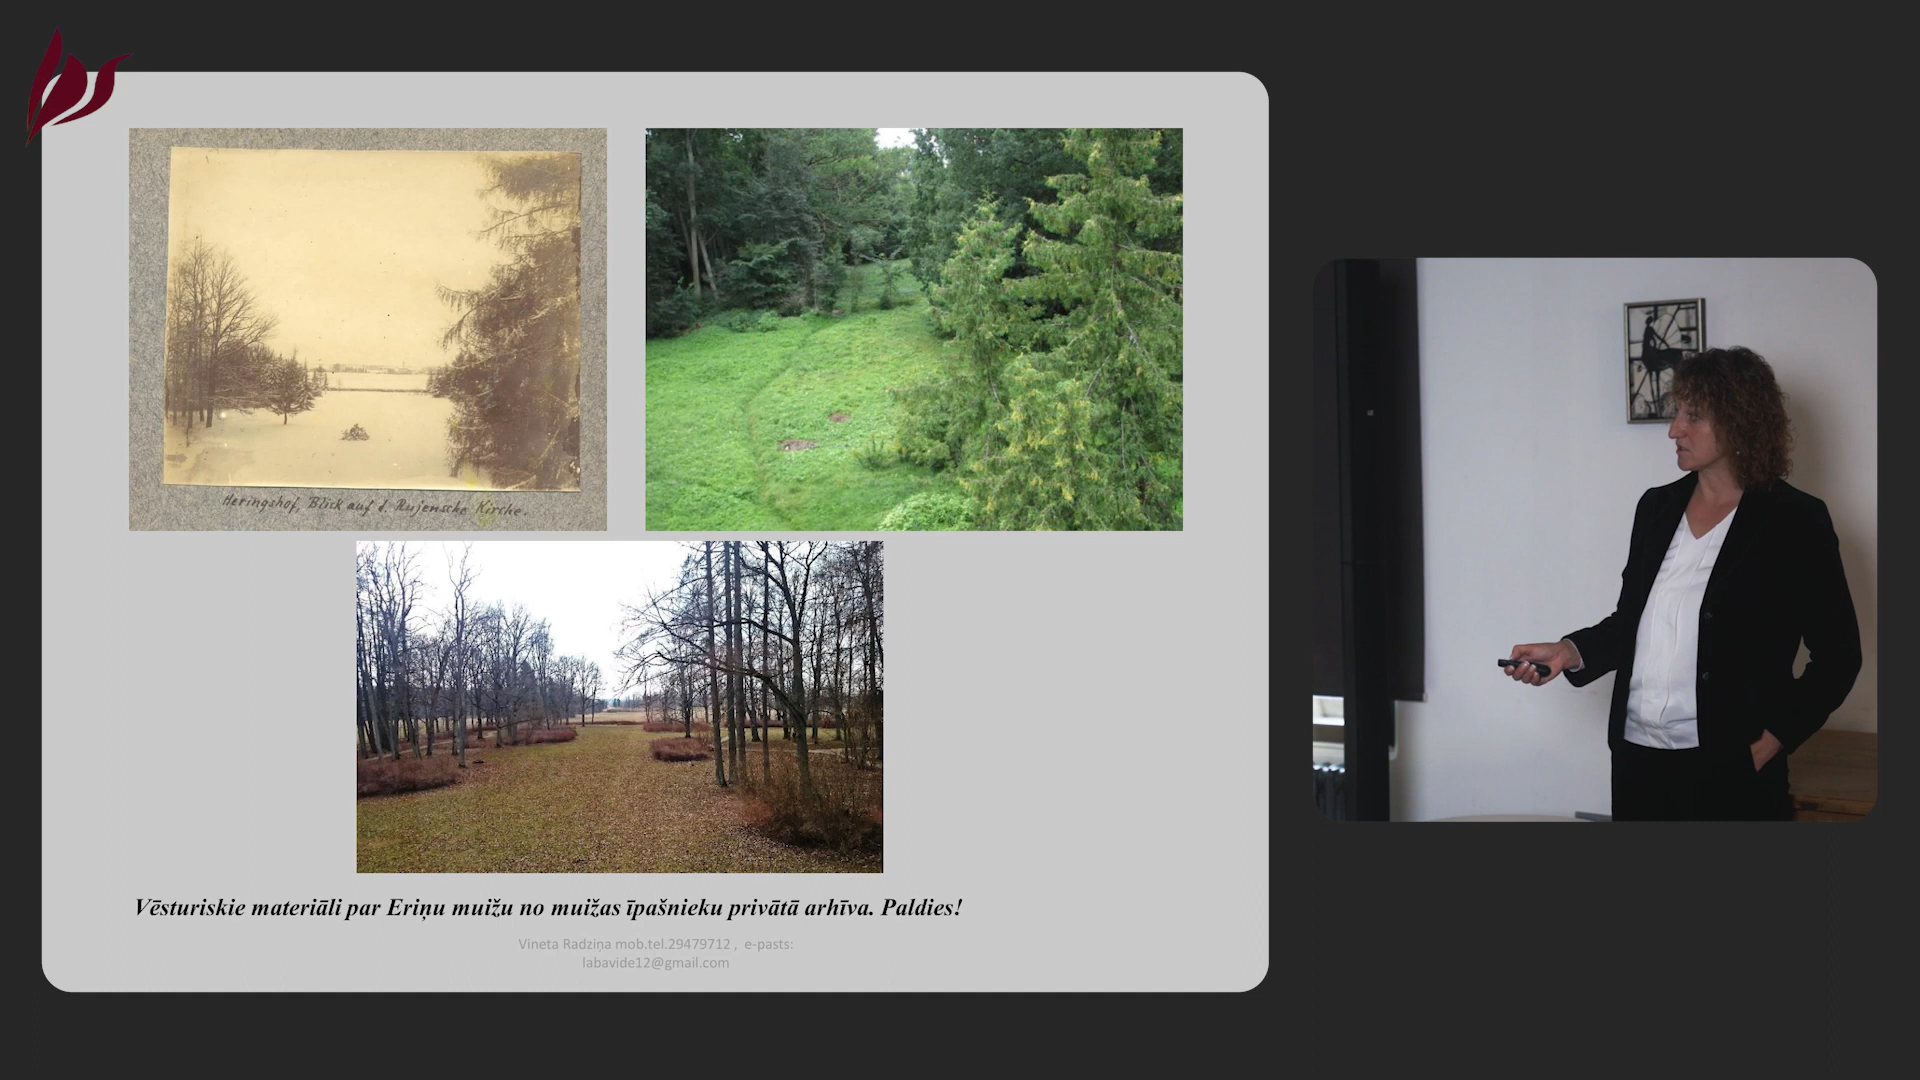 Heringshof, Blick auf d. Rujensche Kirche.
Vēsturiskie materiāli par Eriņu muižu no muižas īpašnieku privātā arhīva. Paldies!
Vineta Radziņa mob.tel.29479712 , e-pasts:
labavide12@gmail.com